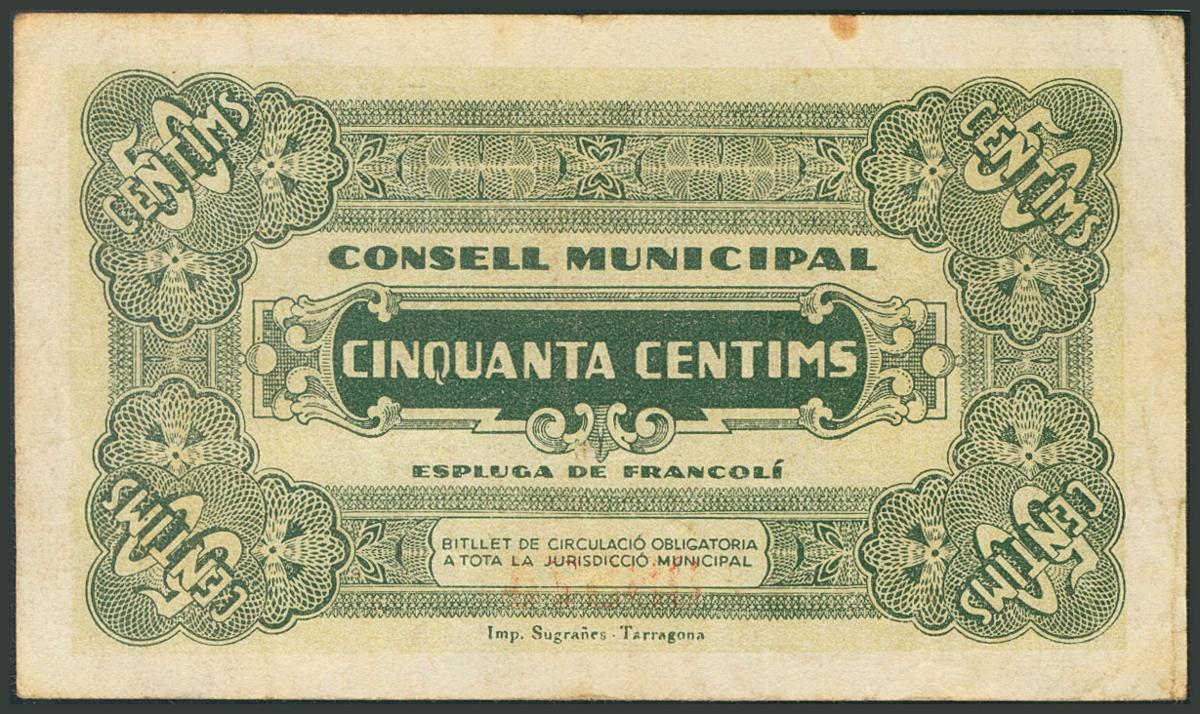 50 CENTIMS
50 CENTIMS
CONSELL MUNICIPAL
CINQUANTA CENTIMS
ESPLUGA DE FRANCOLÍ
50 CENTIMS
50 CENTIMS
BITLLET DE CIRCULACIÓ OBLIGATORIA
A TOTA LA JURISDICCIÓ MUNICIPAL
Imp. Sugrañes - Tarragona